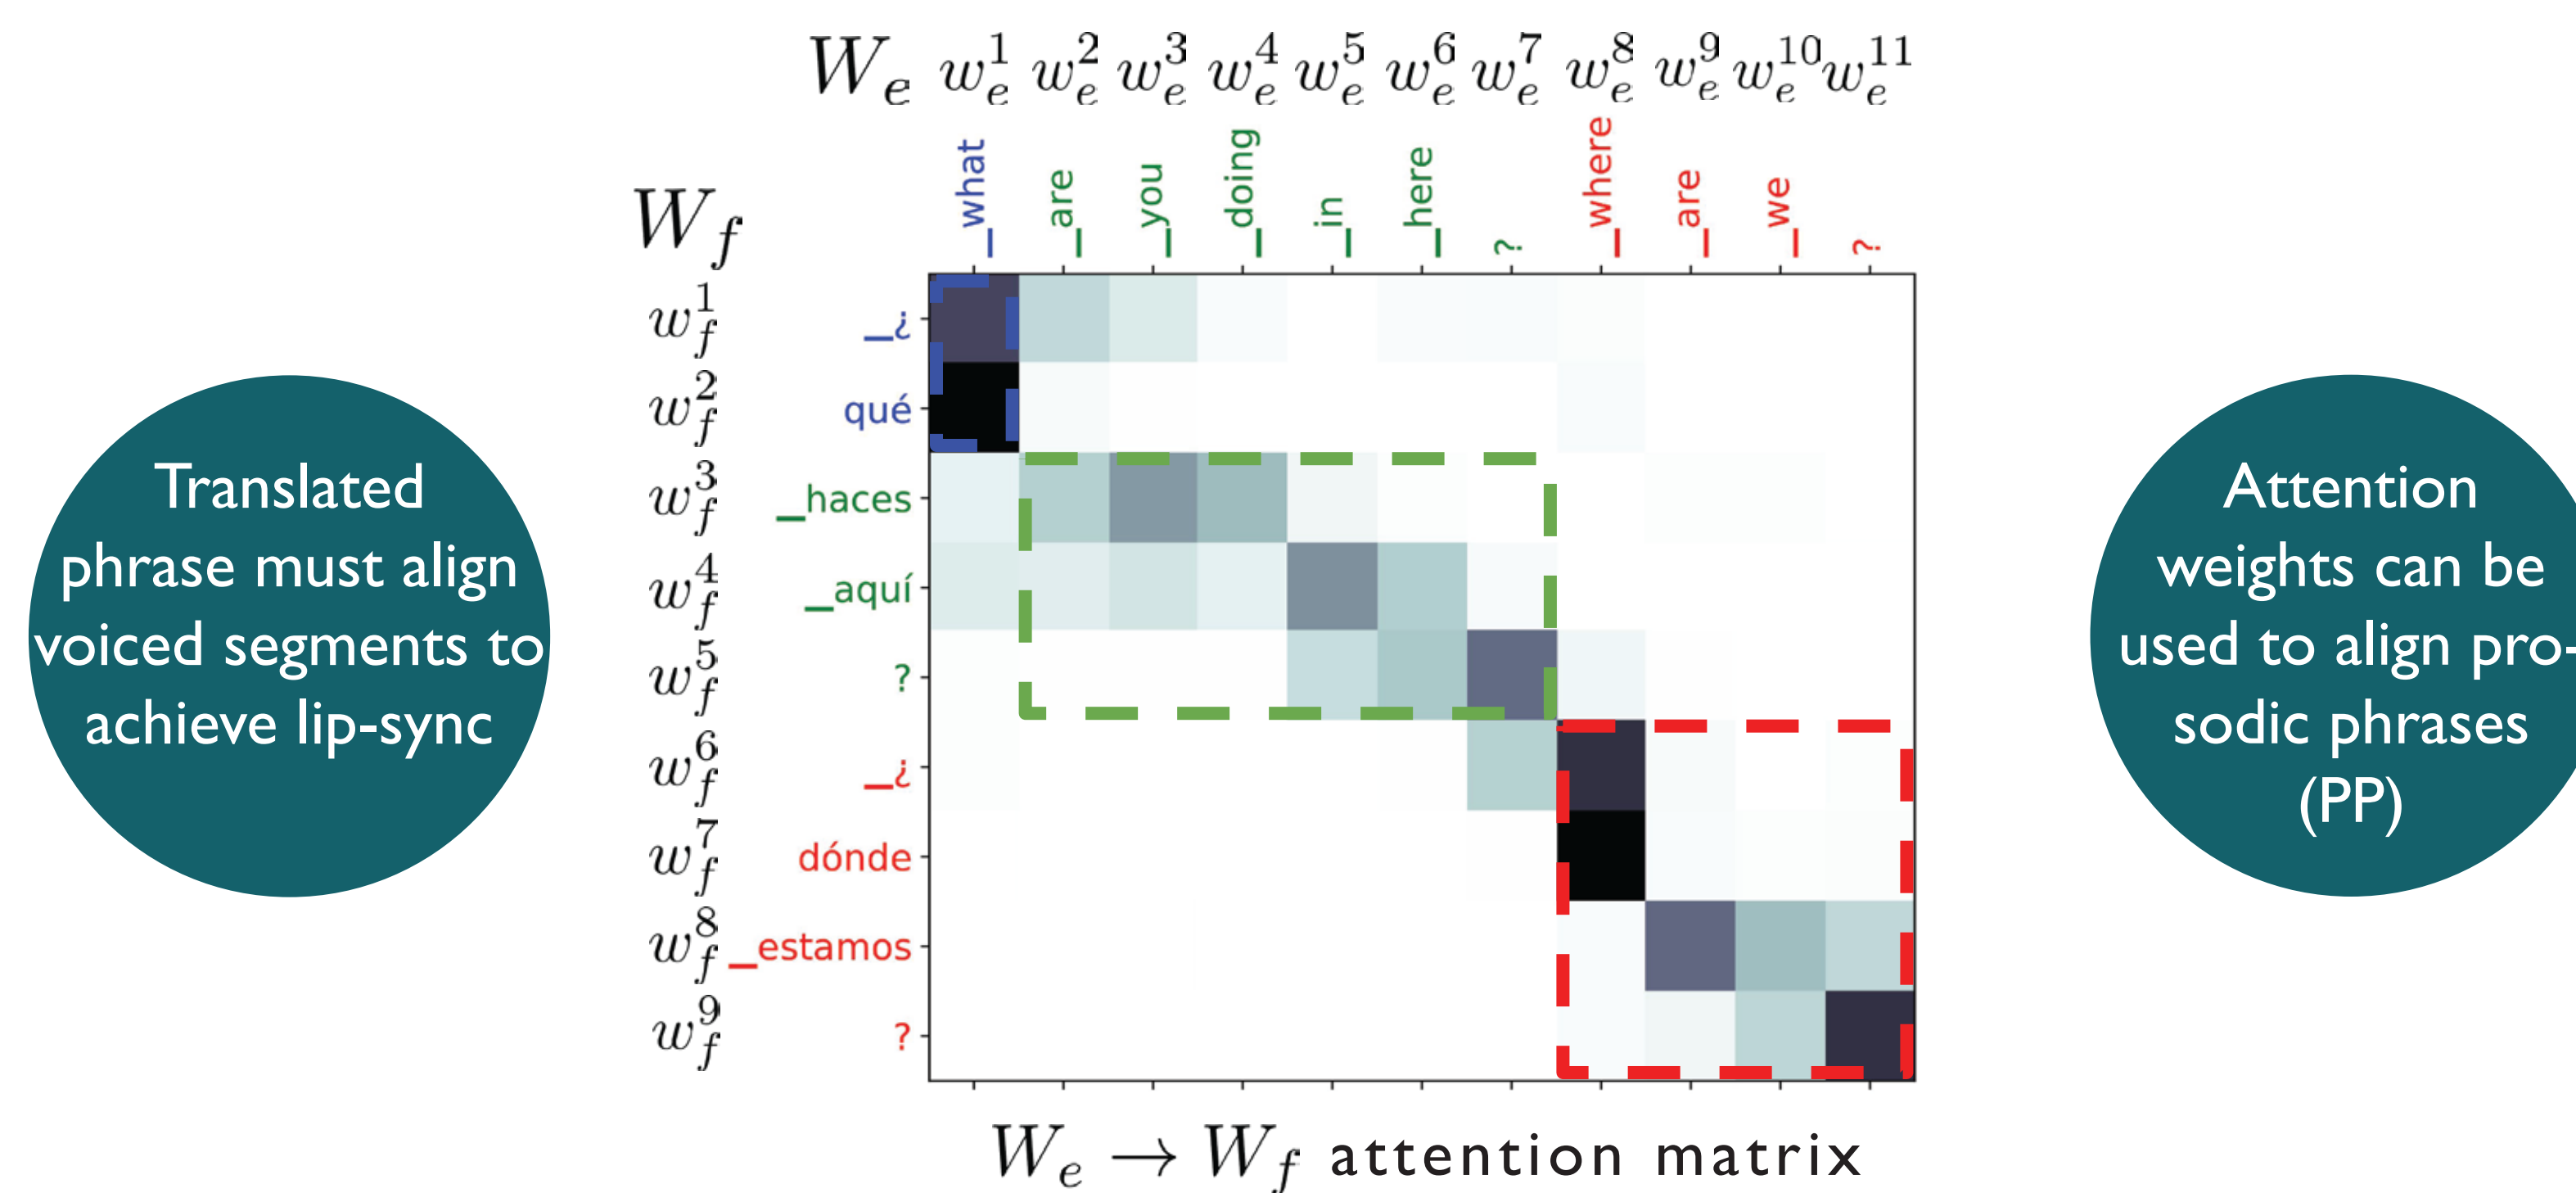 W_e w_e^1 w_e^2 w_e^3 w_e^4 w_e^5 w_e^6 w_e^7 w_e^8 w_e^9 w_e^10 w_e^11
_what _are _you _doing _in _here ? _where _are _we ?
W_f
w_f^1 _¿
w_f^2 qué
w_f^3 _haces
w_f^4 _aquí
w_f^5 ?
w_f^6 _¿
w_f^7 dónde
w_f^8 _estamos
w_f^9 ?
W_e → W_f attention matrix
Translated
phrase must align
voiced segments to
achieve lip-sync
Attention
weights can be
used to align pro-
sodic phrases
(PP)